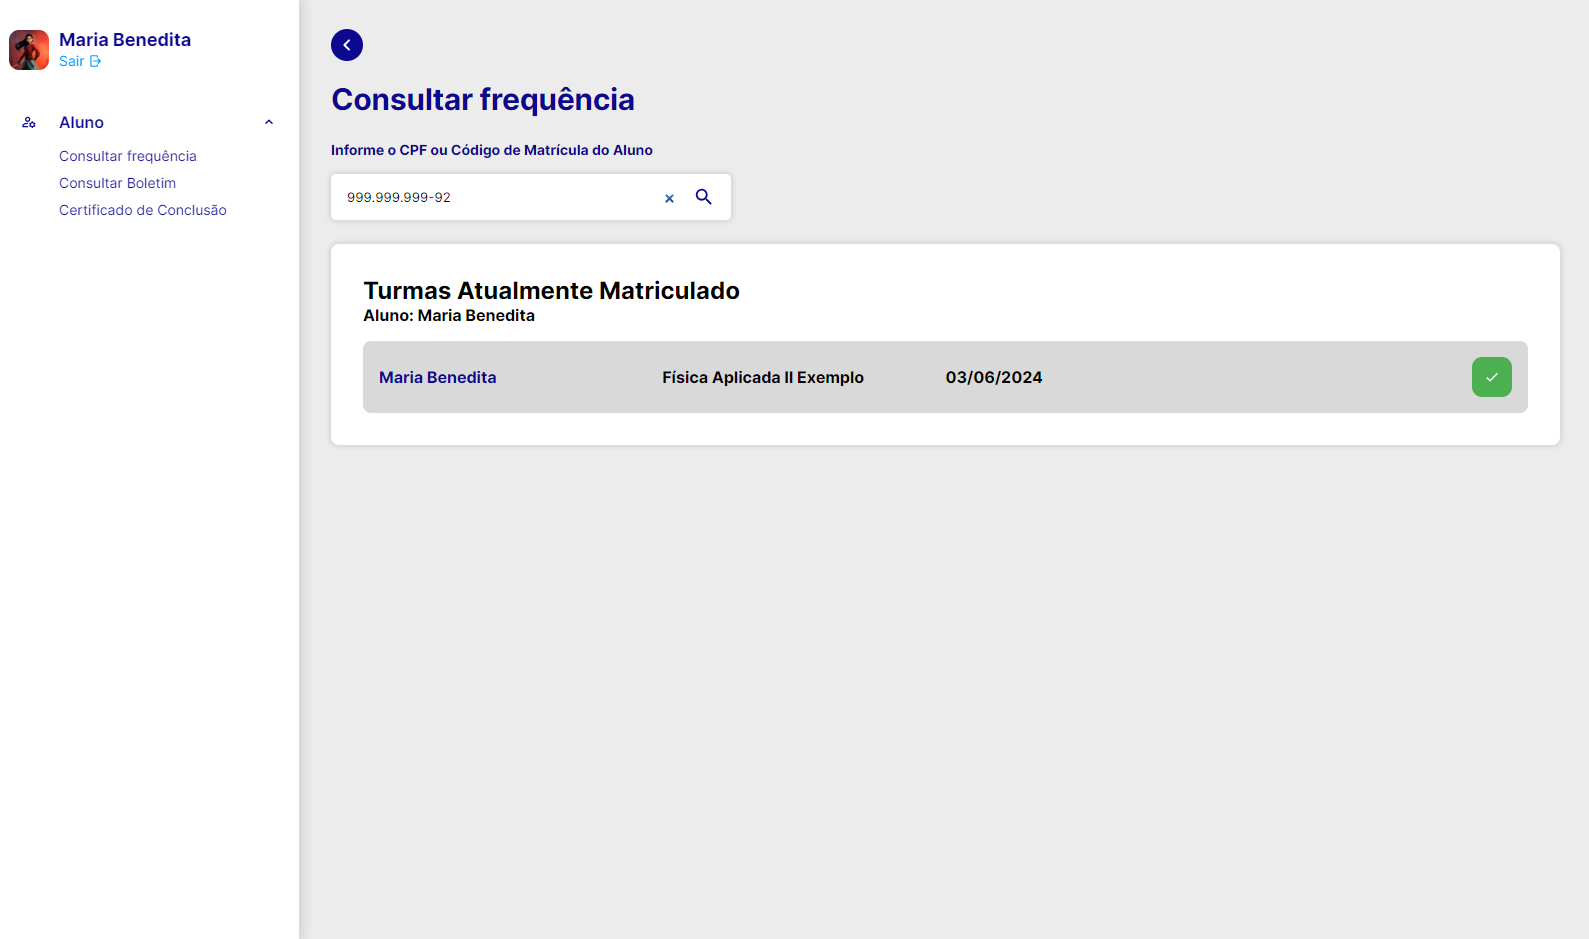 Maria Benedita
Sair
Aluno
Consultar frequência
Consultar Boletim
Certificado de Conclusão
Consultar frequência
Informe o CPF ou Código de Matrícula do Aluno
999.999.999-92
Turmas Atualmente Matriculado
Aluno: Maria Benedita
Maria Benedita Física Aplicada II Exemplo 03/06/2024